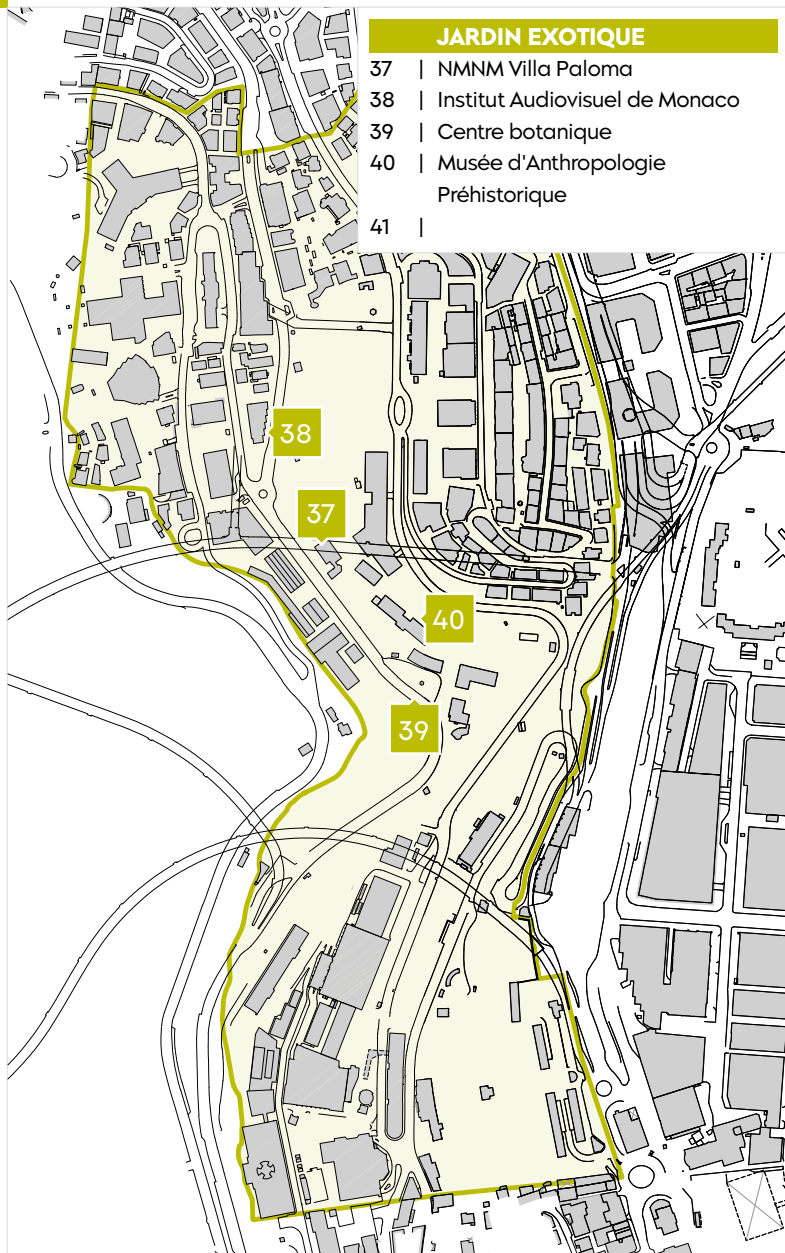 JARDIN EXOTIQUE
37 | NMNM Villa Paloma
38 | Institut Audiovisuel de Monaco
39 | Centre botanique
40 | Musée d'Anthropologie
Préhistorique
41 |
38
37
40
39